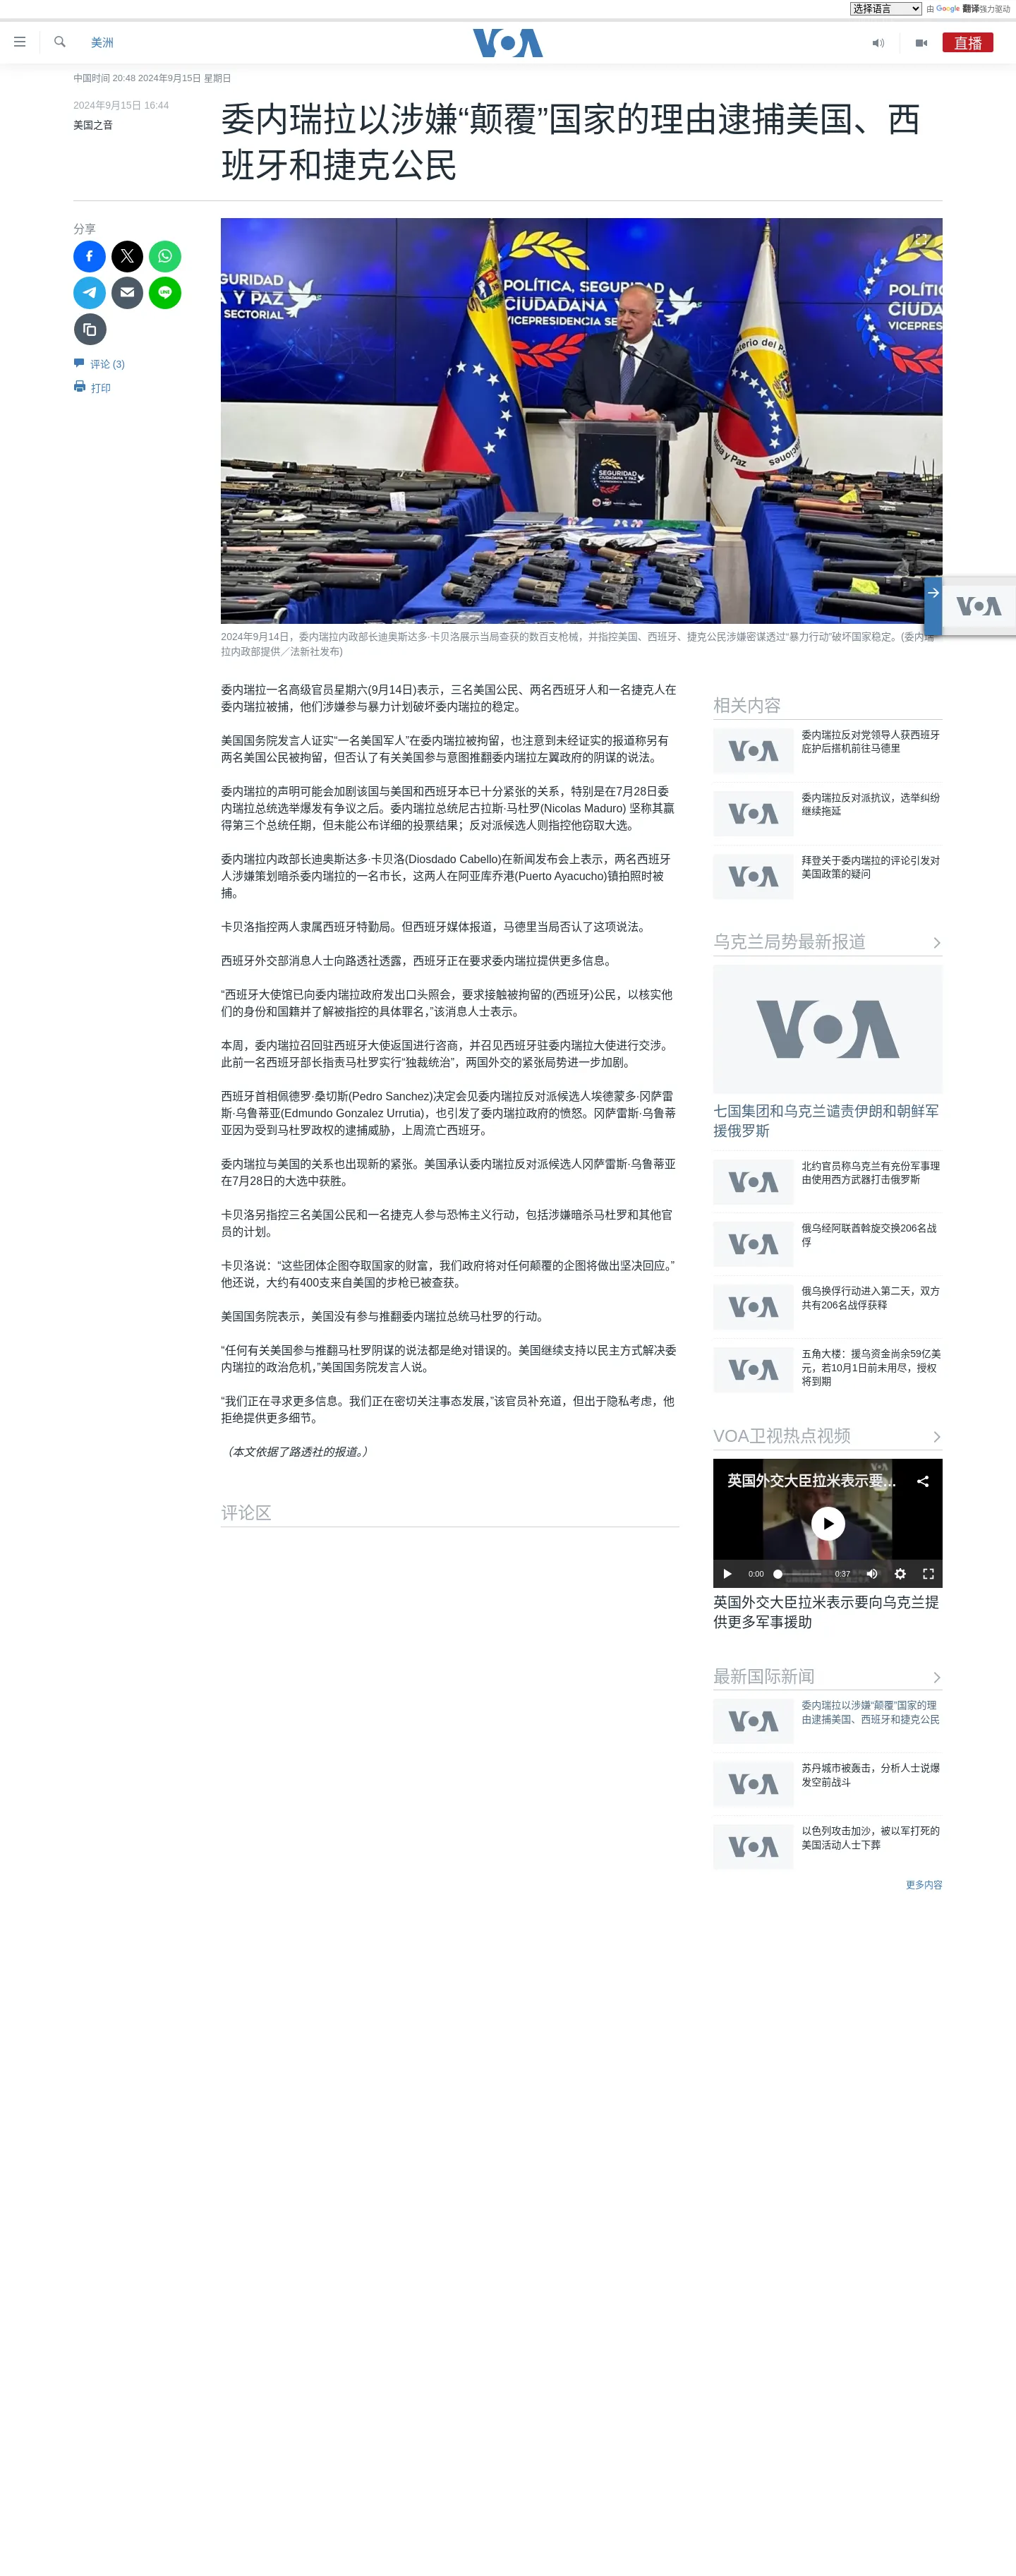 选择语言
由 Google 翻译强力驱动
美洲
VOA
直播
中国时间 20:48 2024年9月15日 星期日
2024年9月15日 16:44
美国之音
委内瑞拉以涉嫌“颠覆”国家的理由逮捕美国、西
班牙和捷克公民
分享
评论 (3)
打印
SEGURIDAD
CIUDADANA Y PAZ
2024年9月14日，委内瑞拉内政部长迪奥斯达多·卡贝洛展示当局查获的数百支枪械，并指控美国、西班牙、捷克公民涉嫌密谋透过“暴力行动”破坏国家稳定。(委内瑞
拉内政部提供／法新社发布)
VOA
委内瑞拉一名高级官员星期六(9月14日)表示，三名美国公民、两名西班牙人和一名捷克人在
委内瑞拉被捕，他们涉嫌参与暴力计划破坏委内瑞拉的稳定。
美国国务院发言人证实“一名美国军人”在委内瑞拉被拘留，也注意到未经证实的报道称另有
两名美国公民被拘留，但否认了有关美国参与意图推翻委内瑞拉左翼政府的阴谋的说法。
委内瑞拉的声明可能会加剧该国与美国和西班牙本已十分紧张的关系，特别是在7月28日委
内瑞拉总统选举爆发有争议之后。委内瑞拉总统尼古拉斯·马杜罗(Nicolas Maduro) 坚称其赢
得第三个总统任期，但未能公布详细的投票结果；反对派候选人则指控他窃取大选。
委内瑞拉内政部长迪奥斯达多·卡贝洛(Diosdado Cabello)在新闻发布会上表示，两名西班牙
人涉嫌策划暗杀委内瑞拉的一名市长，这两人在阿亚库乔港(Puerto Ayacucho)镇拍照时被
捕。
卡贝洛指控两人隶属西班牙特勤局。但西班牙媒体报道，马德里当局否认了这项说法。
西班牙外交部消息人士向路透社透露，西班牙正在要求委内瑞拉提供更多信息。
“西班牙大使馆已向委内瑞拉政府发出口头照会，要求接触被拘留的(西班牙)公民，以核实他
们的身份和国籍并了解被指控的具体罪名，”该消息人士表示。
本周，委内瑞拉召回驻西班牙大使返国进行咨商，并召见西班牙驻委内瑞拉大使进行交涉。
此前一名西班牙部长指责马杜罗实行“独裁统治”，两国外交的紧张局势进一步加剧。
西班牙首相佩德罗·桑切斯(Pedro Sanchez)决定会见委内瑞拉反对派候选人埃德蒙多·冈萨雷
斯·乌鲁蒂亚(Edmundo Gonzalez Urrutia)，也引发了委内瑞拉政府的愤怒。冈萨雷斯·乌鲁蒂
亚因为受到马杜罗政权的逮捕威胁，上周流亡西班牙。
委内瑞拉与美国的关系也出现新的紧张。美国承认委内瑞拉反对派候选人冈萨雷斯·乌鲁蒂亚
在7月28日的大选中获胜。
卡贝洛另指控三名美国公民和一名捷克人参与恐怖主义行动，包括涉嫌暗杀马杜罗和其他官
员的计划。
卡贝洛说：“这些团体企图夺取国家的财富，我们政府将对任何颠覆的企图将做出坚决回应。”
他还说，大约有400支来自美国的步枪已被查获。
美国国务院表示，美国没有参与推翻委内瑞拉总统马杜罗的行动。
“任何有关美国参与推翻马杜罗阴谋的说法都是绝对错误的。美国继续支持以民主方式解决委
内瑞拉的政治危机，”美国国务院发言人说。
“我们正在寻求更多信息。我们正在密切关注事态发展，”该官员补充道，但出于隐私考虑，他
拒绝提供更多细节。
（本文依据了路透社的报道。）
评论区
相关内容
委内瑞拉反对党领导人获西班牙
庇护后搭机前往马德里
委内瑞拉反对派抗议，选举纠纷
继续拖延
拜登关于委内瑞拉的评论引发对
美国政策的疑问
乌克兰局势最新报道
七国集团和乌克兰谴责伊朗和朝鲜军
援俄罗斯
北约官员称乌克兰有充份军事理
由使用西方武器打击俄罗斯
俄乌经阿联酋斡旋交换206名战
俘
俄乌换俘行动进入第二天，双方
共有206名战俘获释
五角大楼：援乌资金尚余59亿美
元，若10月1日前未用尽，授权
将到期
VOA卫视热点视频
英国外交大臣拉米表示要...
0:00
0:37
英国外交大臣拉米表示要向乌克兰提
供更多军事援助
最新国际新闻
委内瑞拉以涉嫌“颠覆”国家的理
由逮捕美国、西班牙和捷克公民
苏丹城市被轰击，分析人士说爆
发空前战斗
以色列攻击加沙，被以军打死的
美国活动人士下葬
更多内容